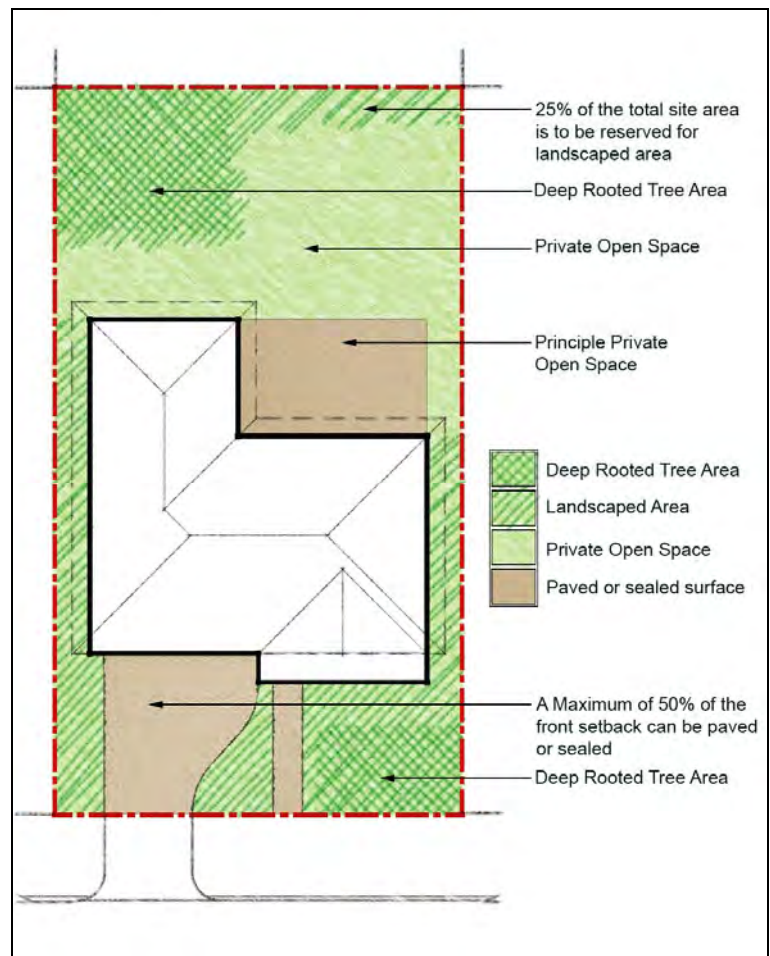 25% of the total site area
is to be reserved for
landscaped area
Deep Rooted Tree Area
Private Open Space
Principle Private
Open Space
Deep Rooted Tree Area
Landscaped Area
Private Open Space
Paved or sealed surface
A Maximum of 50% of the
front setback can be paved
or sealed
Deep Rooted Tree Area